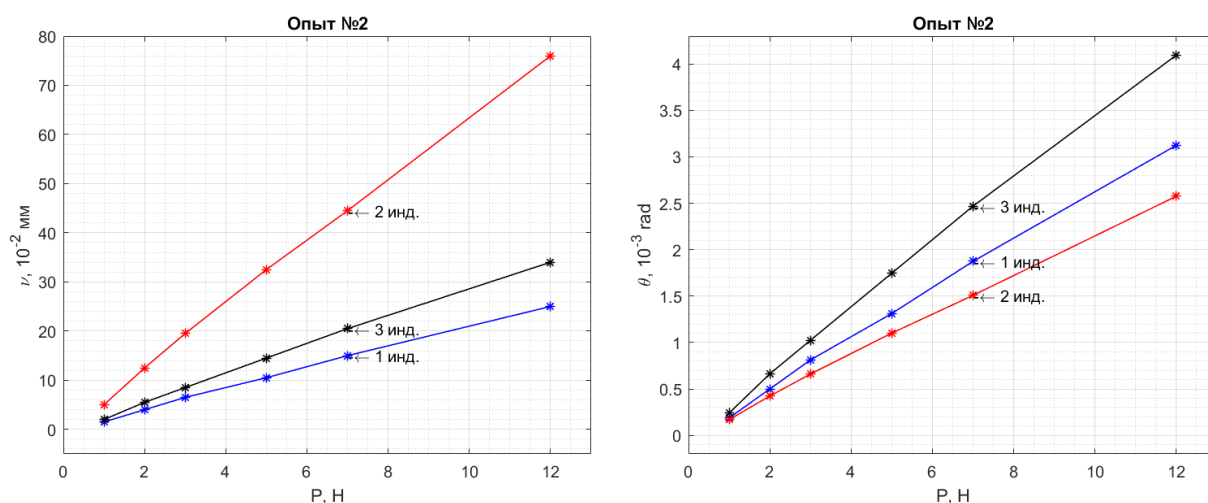 Опыт №2
80
70
60
50
40
30
20
10
0
ν, 10⁻² мм
← 2 инд.
← 3 инд.
← 1 инд.
0 2 4 6 8 10 12
P, Н
Опыт №2
4
3.5
3
2.5
2
1.5
1
0.5
0
θ, 10⁻³ rad
← 3 инд.
← 1 инд.
← 2 инд.
0 2 4 6 8 10 12
P, Н